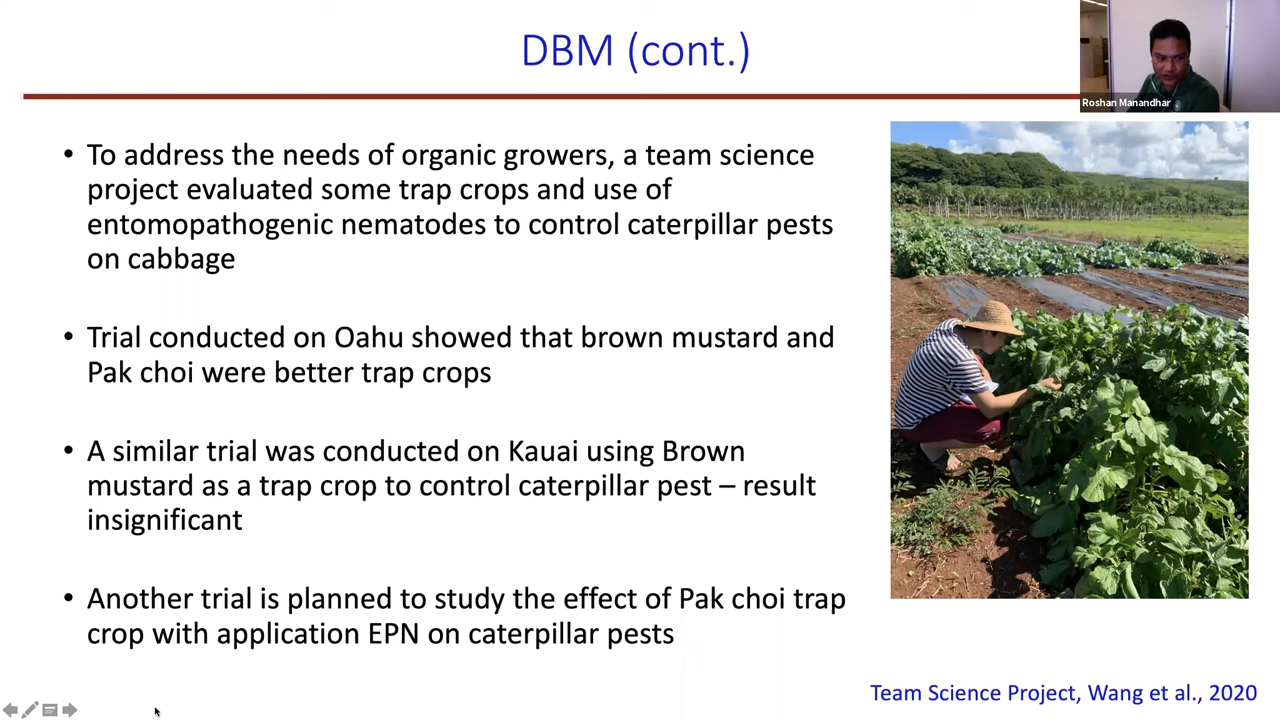 DBM (cont.)
Roshan Manandhar
• To address the needs of organic growers, a team science
project evaluated some trap crops and use of
entomopathogenic nematodes to control caterpillar pests
on cabbage
• Trial conducted on Oahu showed that brown mustard and
Pak choi were better trap crops
• A similar trial was conducted on Kauai using Brown
mustard as a trap crop to control caterpillar pest – result
insignificant
• Another trial is planned to study the effect of Pak choi trap
crop with application EPN on caterpillar pests
Team Science Project, Wang et al., 2020